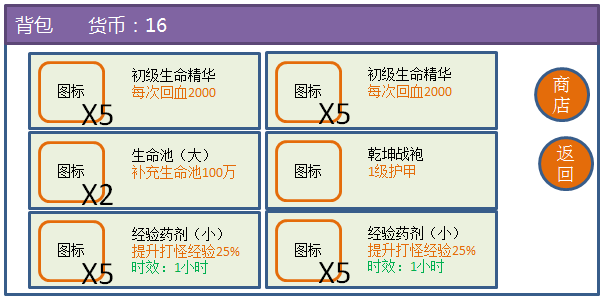 背包 货币：16
图标
X5
初级生命精华
每次回血2000
图标
X5
初级生命精华
每次回血2000
商店
图标
X2
生命池（大）
补充生命池100万
图标
乾坤战袍
1级护甲
返回
图标
X5
经验药剂（小）
提升打怪经验25%
时效：1小时
图标
X5
经验药剂（小）
提升打怪经验25%
时效：1小时